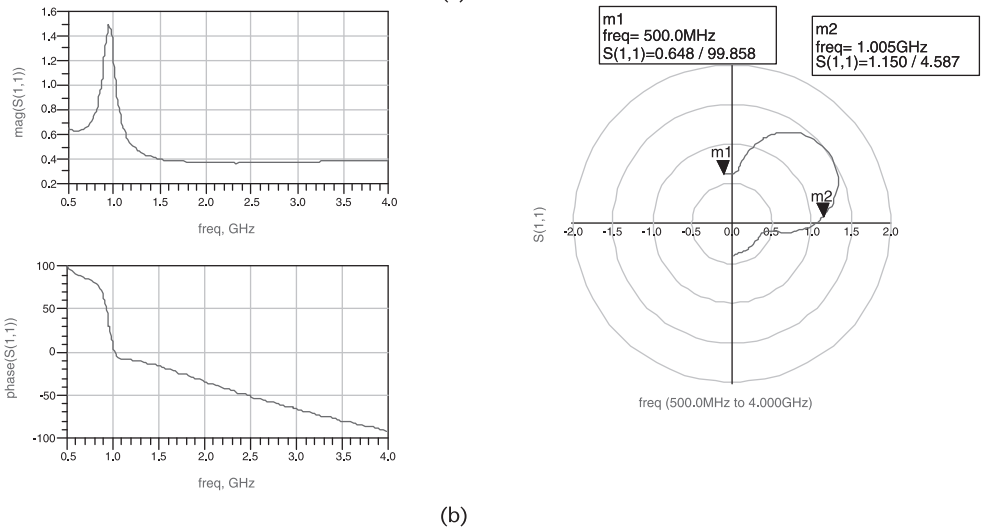 1.6
1.4
1.2
1.0
0.8
0.6
0.4
0.2
mag(S(1,1))
0.5 1.0 1.5 2.0 2.5 3.0 3.5 4.0
freq, GHz
100
50
0
-50
-100
phase(S(1,1))
0.5 1.0 1.5 2.0 2.5 3.0 3.5 4.0
freq, GHz
m1
freq= 500.0MHz
S(1,1)=0.648 / 99.858
m2
freq= 1.005GHz
S(1,1)=1.150 / 4.587
m1
m2
S(1,1)
-2.0 -1.5 -1.0 -0.5 0.0 0.5 1.0 1.5 2.0
freq (500.0MHz to 4.000GHz)
(b)